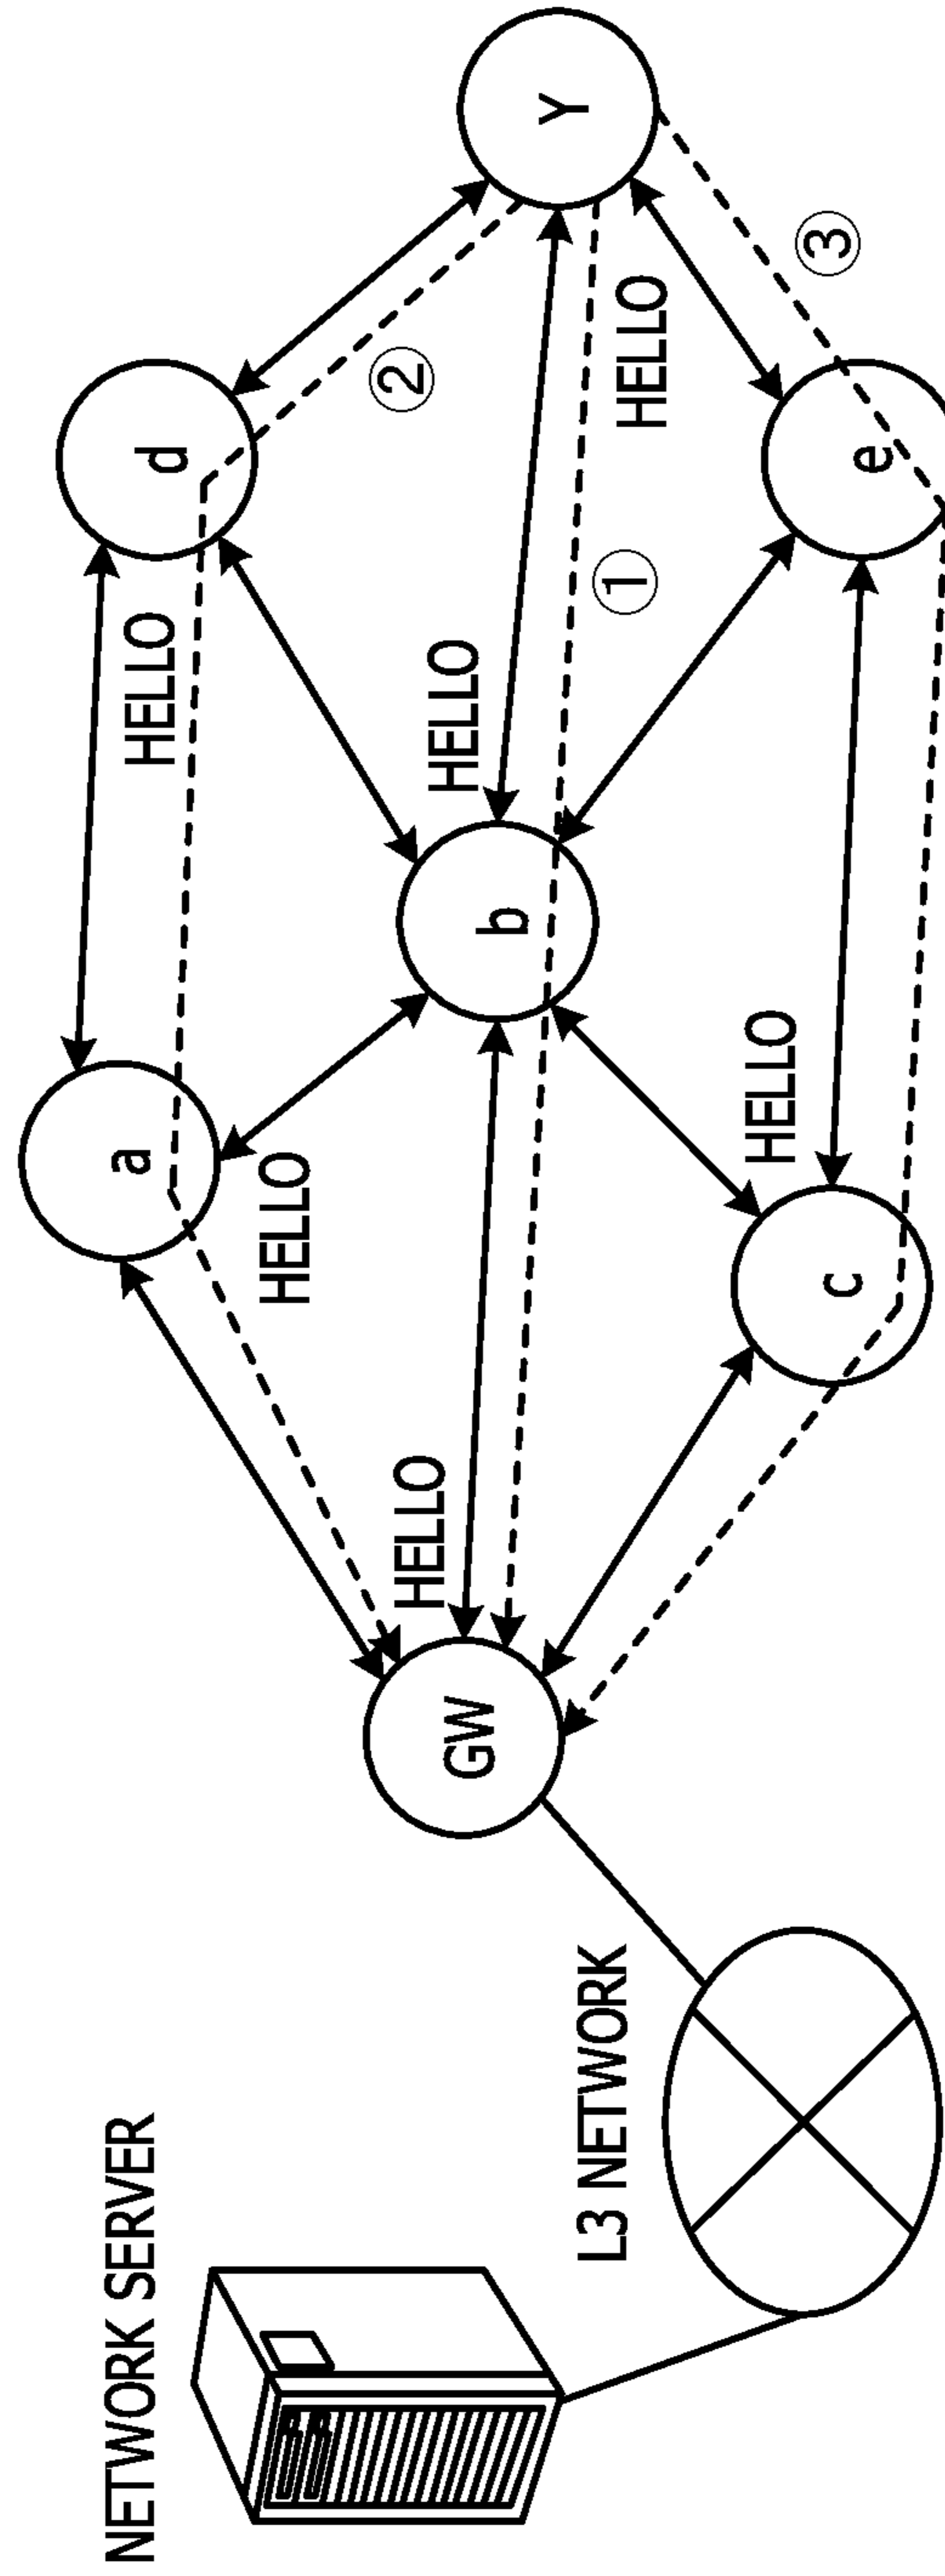 NETWORK SERVER
L3 NETWORK
GW
HELLO
HELLO
a
b
c
HELLO
HELLO
HELLO
d
e
①
②
③
HELLO
Y